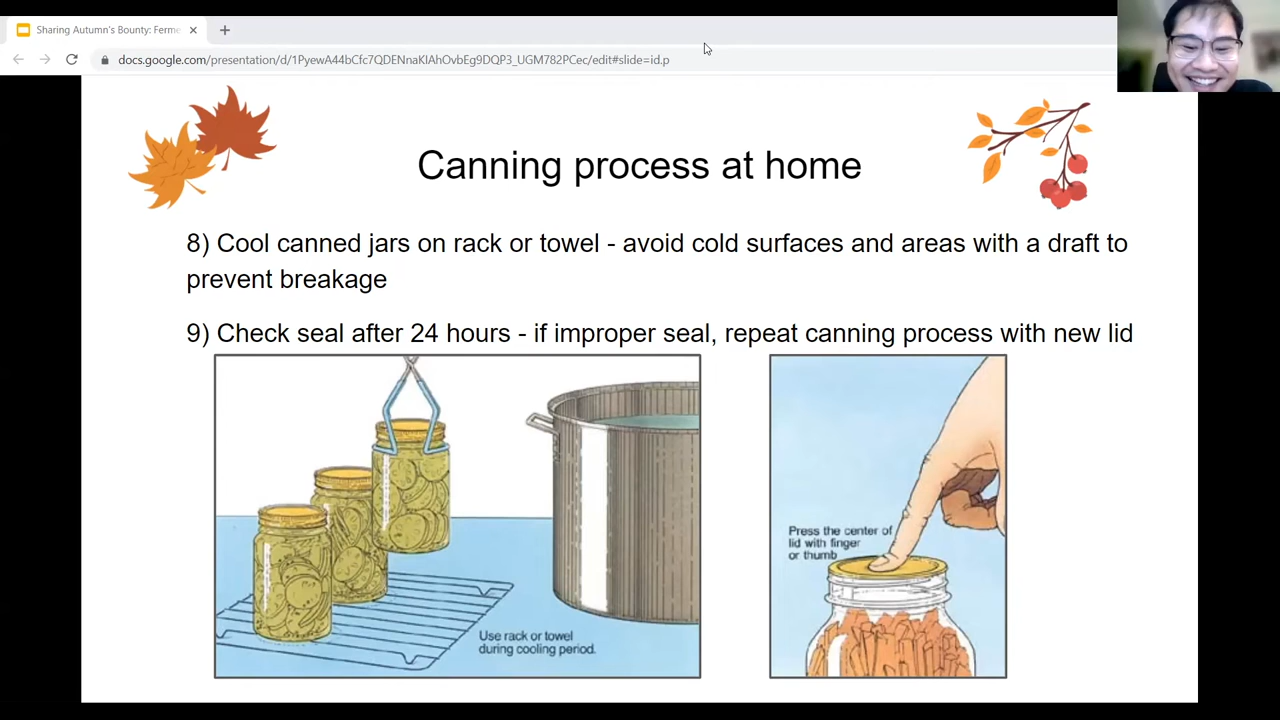 Sharing Autumn's Bounty: Ferme
docs.google.com/presentation/d/1PyewA44bCfc7QDENnaKlAhOvbEg9DQP3_UGM782PCec/edit#slide=id.p
Canning process at home
8) Cool canned jars on rack or towel - avoid cold surfaces and areas with a draft to
prevent breakage
9) Check seal after 24 hours - if improper seal, repeat canning process with new lid
Use rack or towel
during cooling period.
Press the center of
lid with finger
or thumb